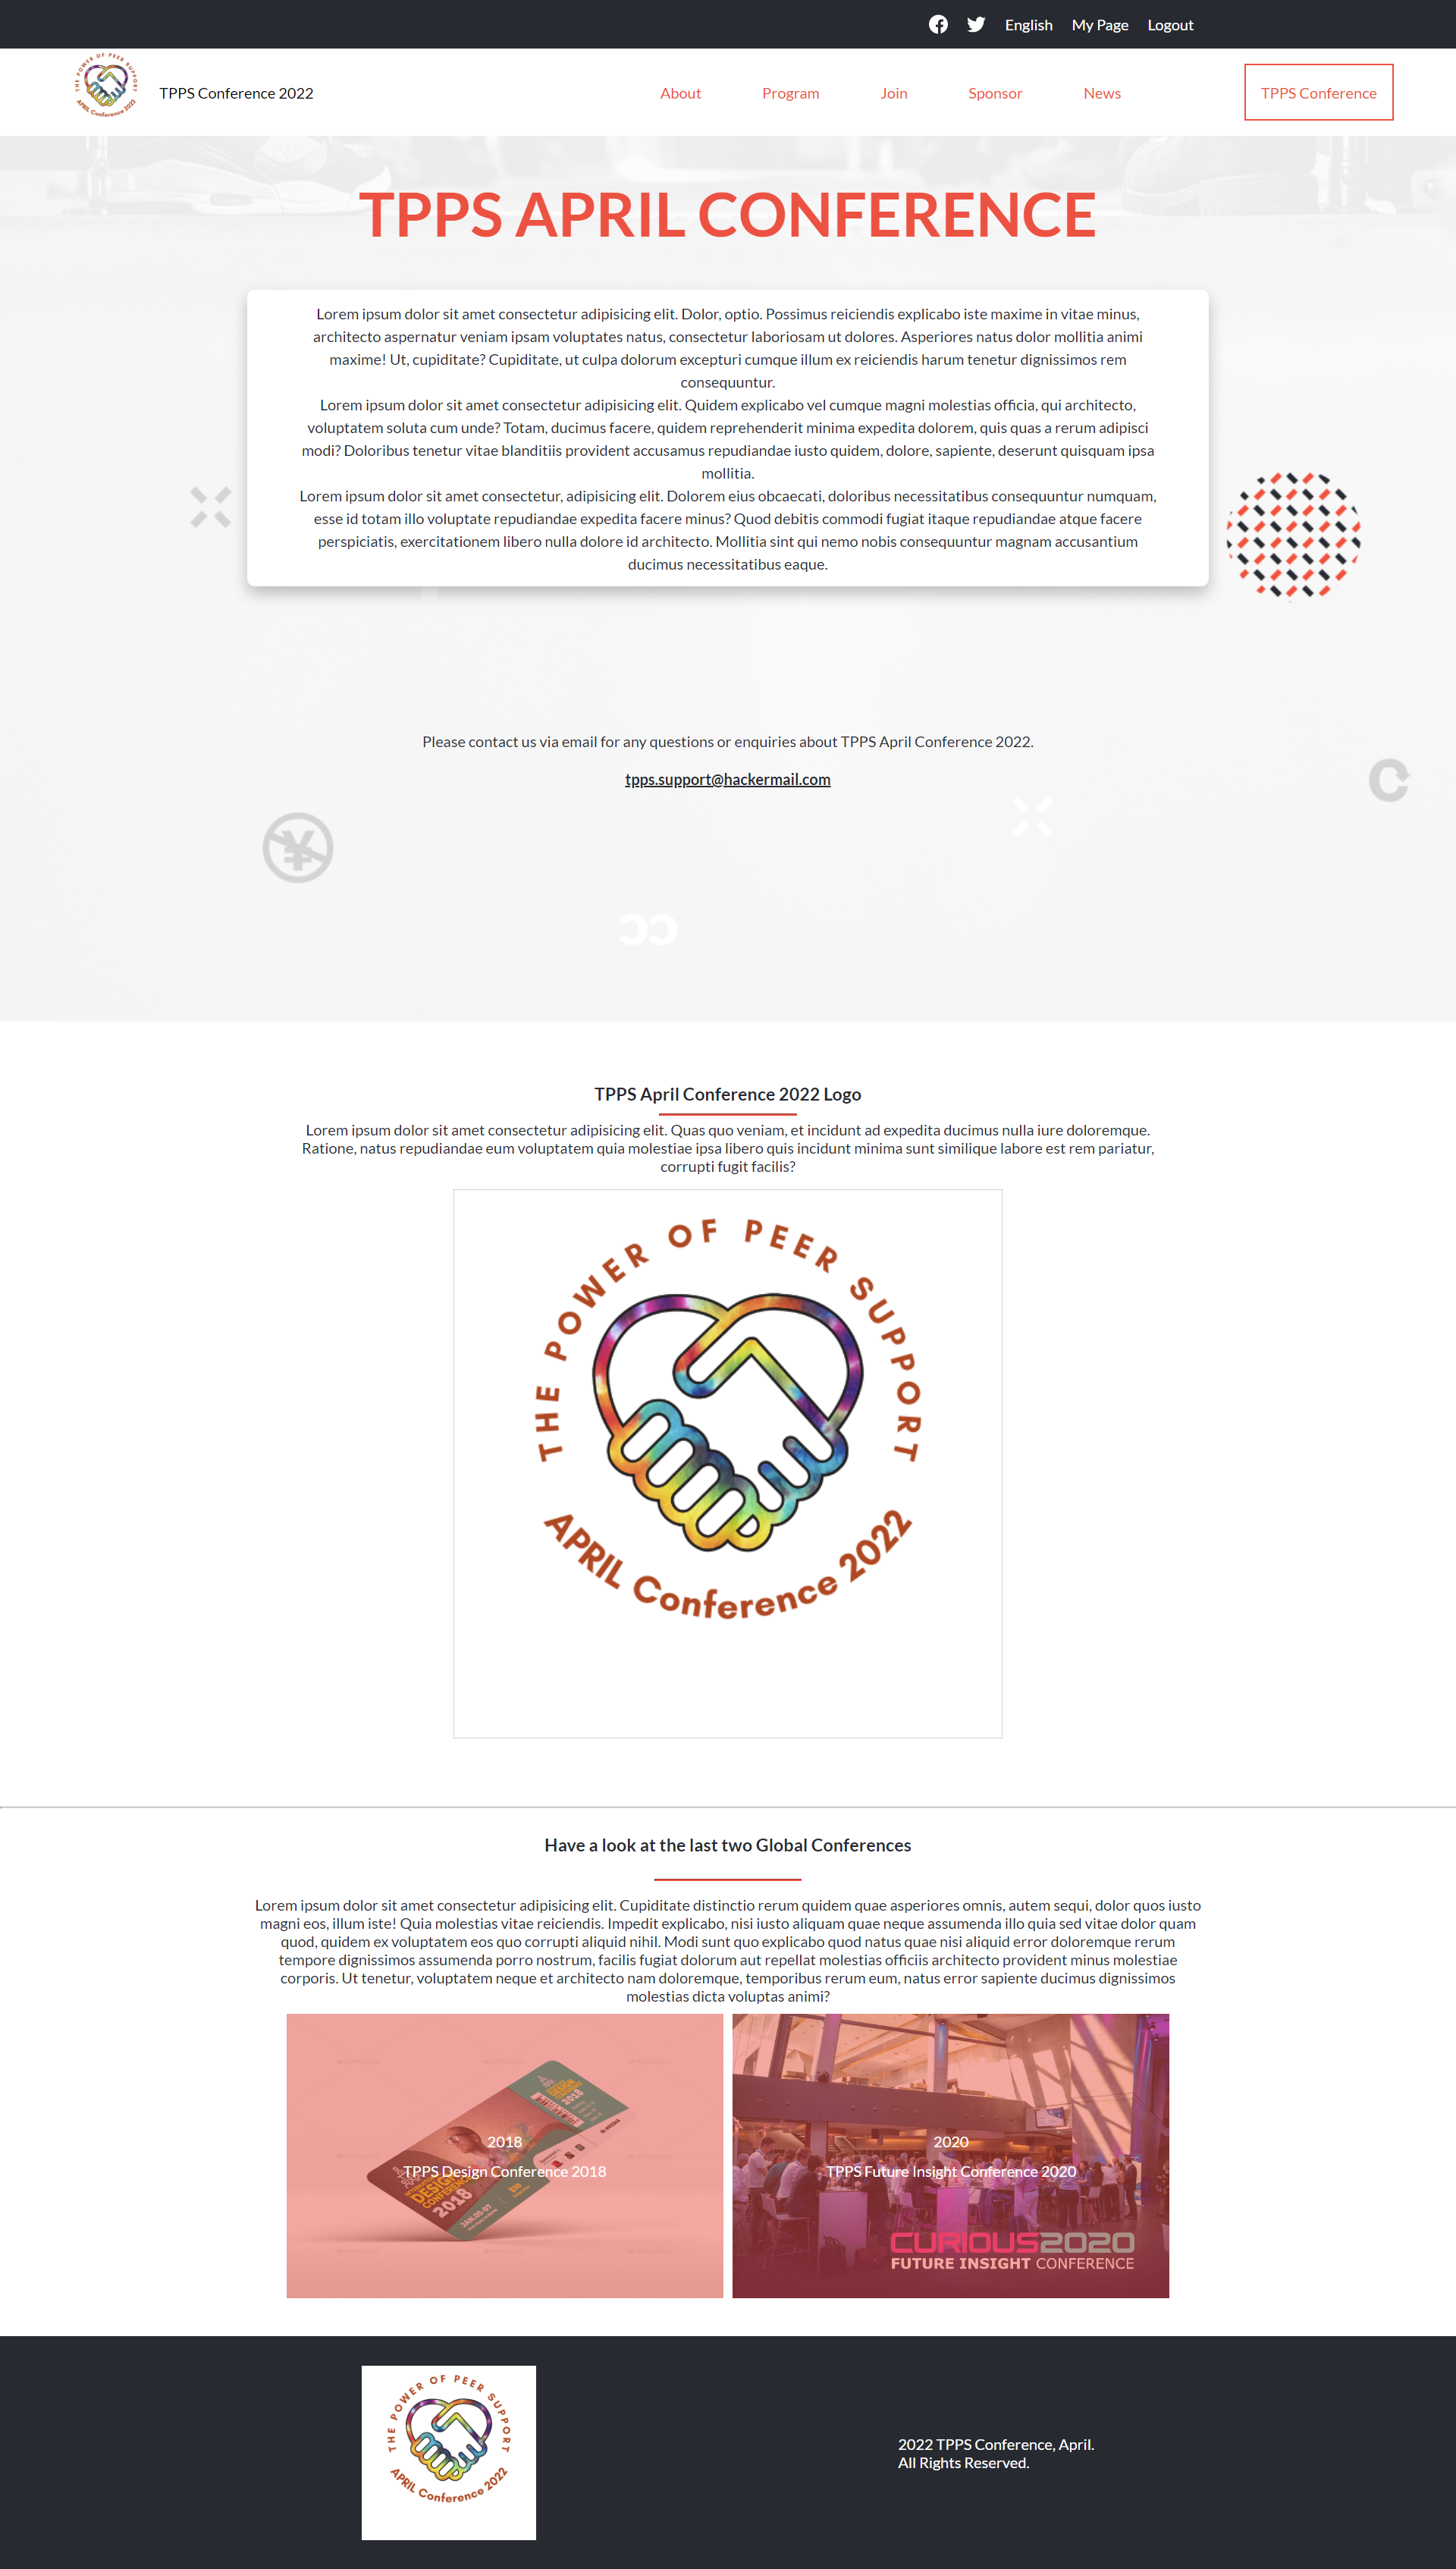 English My Page Logout
THE POWER OF PEER SUPPORT
APRIL Conference 2022
TPPS Conference 2022
About Program Join Sponsor News
TPPS Conference
TPPS APRIL CONFERENCE
Lorem ipsum dolor sit amet consectetur adipisicing elit. Dolor, optio. Possimus reiciendis explicabo iste maxime in vitae minus,
architecto aspernatur veniam ipsam voluptates natus, consectetur laboriosam ut dolores. Asperiores natus dolor mollitia animi
maxime! Ut, cupiditate? Cupiditate, ut culpa dolorum excepturi cumque illum ex reiciendis harum tenetur dignissimos rem
consequuntur.
Lorem ipsum dolor sit amet consectetur adipisicing elit. Quidem explicabo vel cumque magni molestias officia, qui architecto,
voluptatem soluta cum unde? Totam, ducimus facere, quidem reprehenderit minima expedita dolorem, quis quas a rerum adipisci
modi? Doloribus tenetur vitae blanditiis provident accusamus repudiandae iusto quidem, dolore, sapiente, deserunt quisquam ipsa
mollitia.
Lorem ipsum dolor sit amet consectetur, adipisicing elit. Dolorem eius obcaecati, doloribus necessitatibus consequuntur numquam,
esse id totam illo voluptate repudiandae expedita facere minus? Quod debitis commodi fugiat itaque repudiandae atque facere
perspiciatis, exercitationem libero nulla dolore id architecto. Mollitia sint qui nemo nobis consequuntur magnam accusantium
ducimus necessitatibus eaque.
Please contact us via email for any questions or enquiries about TPPS April Conference 2022.
tpps.support@hackermail.com
TPPS April Conference 2022 Logo
Lorem ipsum dolor sit amet consectetur adipisicing elit. Quas quo veniam, et incidunt ad expedita ducimus nulla iure doloremque.
Ratione, natus repudiandae eum voluptatem quia molestiae ipsa libero quis incidunt minima sunt similique labore est rem pariatur,
corrupti fugit facilis?
THE POWER OF PEER SUPPORT
APRIL Conference 2022
Have a look at the last two Global Conferences
Lorem ipsum dolor sit amet consectetur adipisicing elit. Cupiditate distinctio rerum quidem quae asperiores omnis, autem sequi, dolor quos iusto
magni eos, illum iste! Quia molestias vitae reiciendis. Impedit explicabo, nisi iusto aliquam quae neque assumenda illo quia sed vitae dolor quam
quod, quidem ex voluptatem eos quo corrupti aliquid nihil. Modi sunt quo explicabo quod natus quae nisi aliquid error doloremque rerum
tempore dignissimos assumenda porro nostrum, facilis fugiat dolorum aut repellat molestias officiis architecto provident minus molestiae
corporis. Ut tenetur, voluptatem neque et architecto nam doloremque, temporibus rerum eum, natus error sapiente ducimus dignissimos
molestias dicta voluptas animi?
2018
TPPS Design Conference 2018
DESIGN
2018
DESIGN
CONFERENCE
2018
JAN.05-07
2020
TPPS Future Insight Conference 2020
CURIOUS2020
FUTURE INSIGHT CONFERENCE
THE POWER OF PEER SUPPORT
APRIL Conference 2022
2022 TPPS Conference, April.
All Rights Reserved.